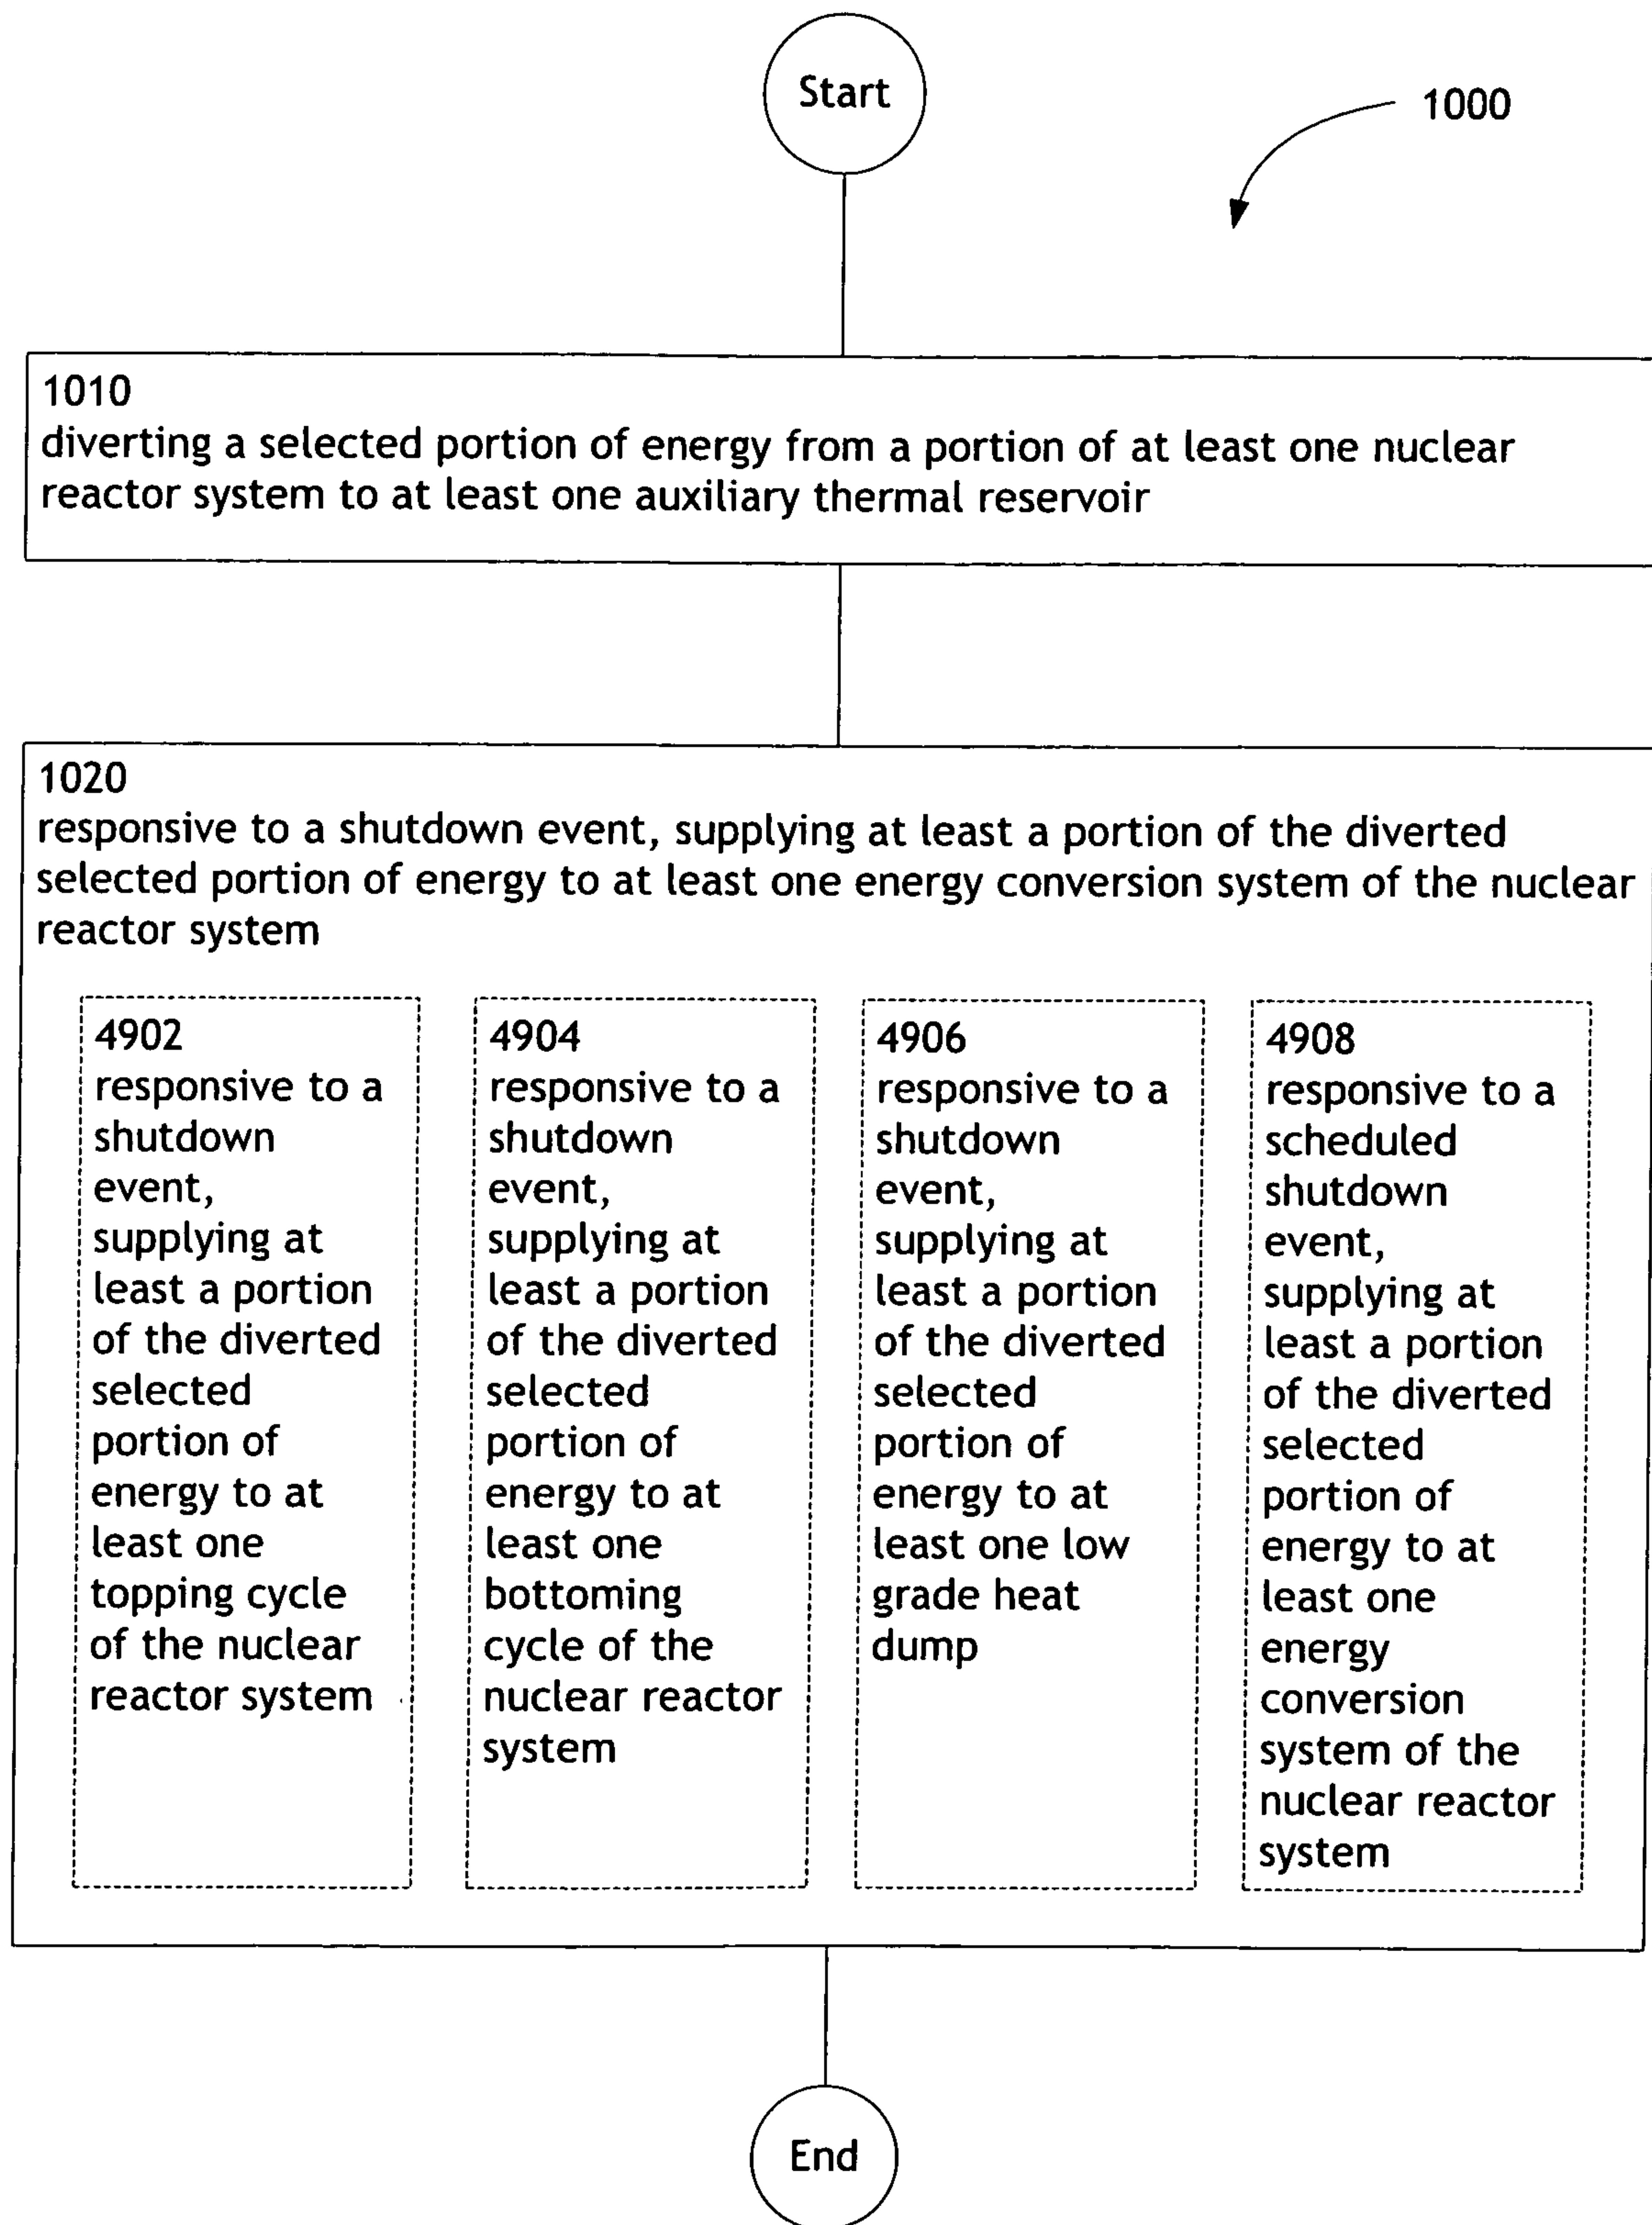 Start
1000
1010
diverting a selected portion of energy from a portion of at least one nuclear
reactor system to at least one auxiliary thermal reservoir
1020
responsive to a shutdown event, supplying at least a portion of the diverted
selected portion of energy to at least one energy conversion system of the nuclear
reactor system
4902
responsive to a
shutdown
event,
supplying at
least a portion
of the diverted
selected
portion of
energy to at
least one
topping cycle
of the nuclear
reactor system
4904
responsive to a
shutdown
event,
supplying at
least a portion
of the diverted
selected
portion of
energy to at
least one
bottoming
cycle of the
nuclear reactor
system
4906
responsive to a
shutdown
event,
supplying at
least a portion
of the diverted
selected
portion of
energy to at
least one low
grade heat
dump
4908
responsive to a
scheduled
shutdown
event,
supplying at
least a portion
of the diverted
selected
portion of
energy to at
least one
energy
conversion
system of the
nuclear reactor
system
End